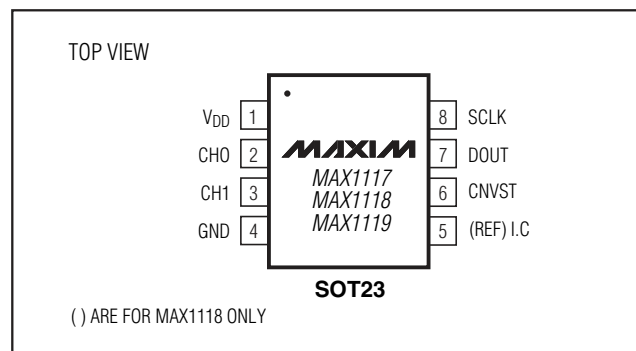 TOP VIEW
VDD 1
CH0 2
CH1 3
GND 4
MAXIM
MAX1117
MAX1118
MAX1119
8 SCLK
7 DOUT
6 CNVST
5 (REF) I.C
SOT23
( ) ARE FOR MAX1118 ONLY